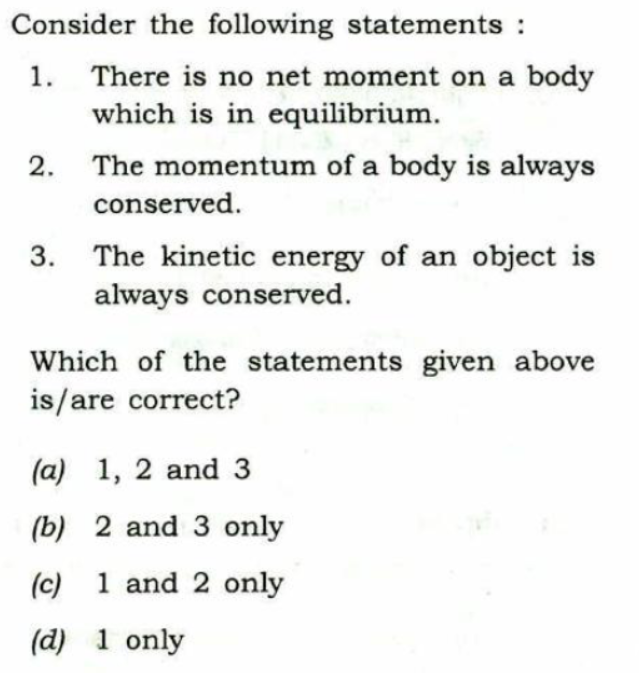 Consider the following statements :
1. There is no net moment on a body
which is in equilibrium.
2. The momentum of a body is always
conserved.
3. The kinetic energy of an object is
always conserved.
Which of the statements given above
is/are correct?
(a) 1, 2 and 3
(b) 2 and 3 only
(c) 1 and 2 only
(d) 1 only